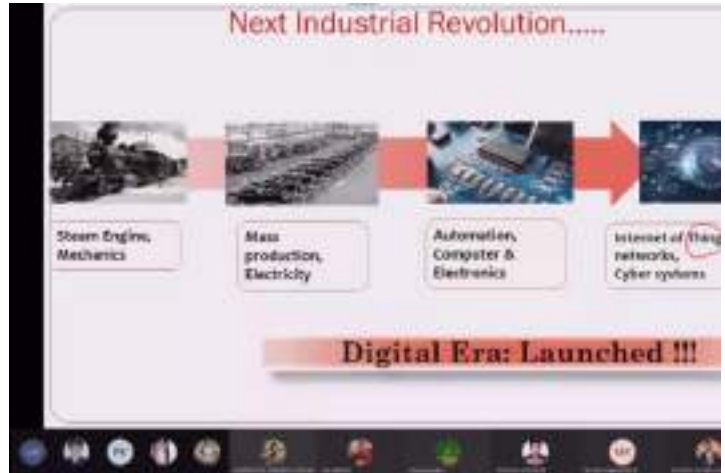 Next Industrial Revolution.....
Steam Engine,
Mechanics
Mass
production,
Electricity
Automation,
Computer &
Electronics
Internet of Thing
networks,
Cyber systems
Digital Era: Launched !!!